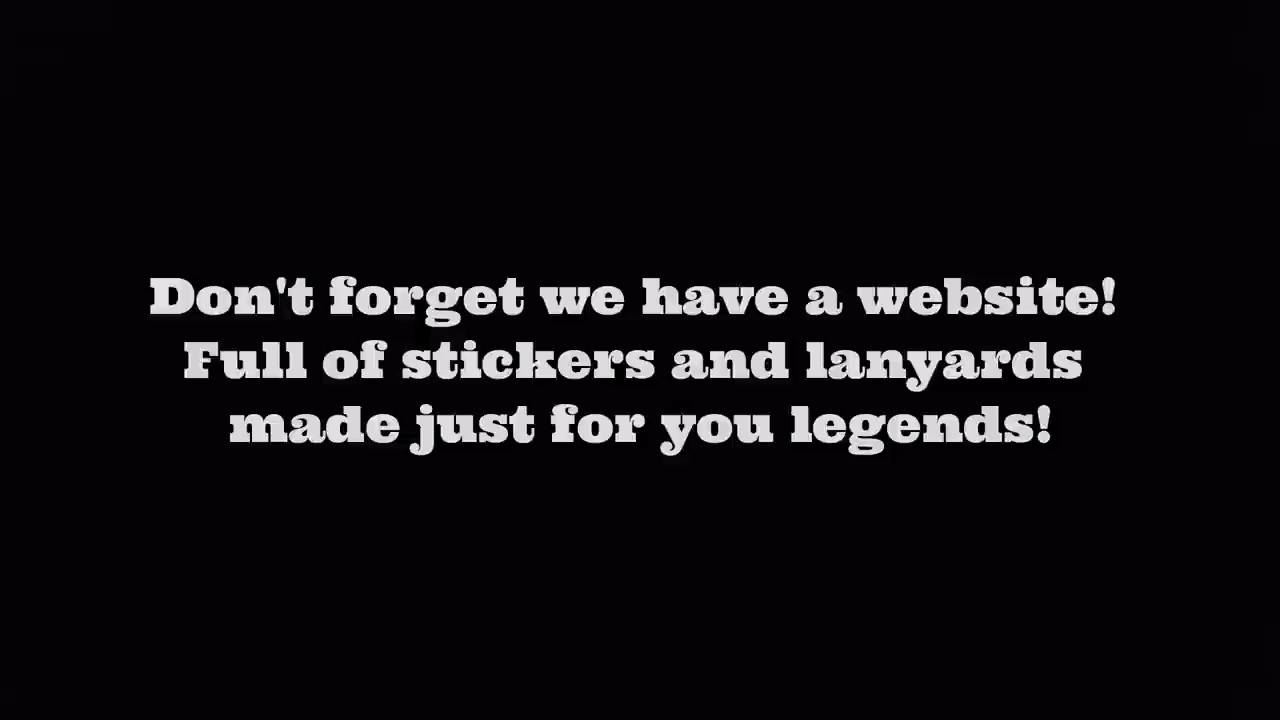 Don't forget we have a website!
Full of stickers and lanyards
made just for you legends!